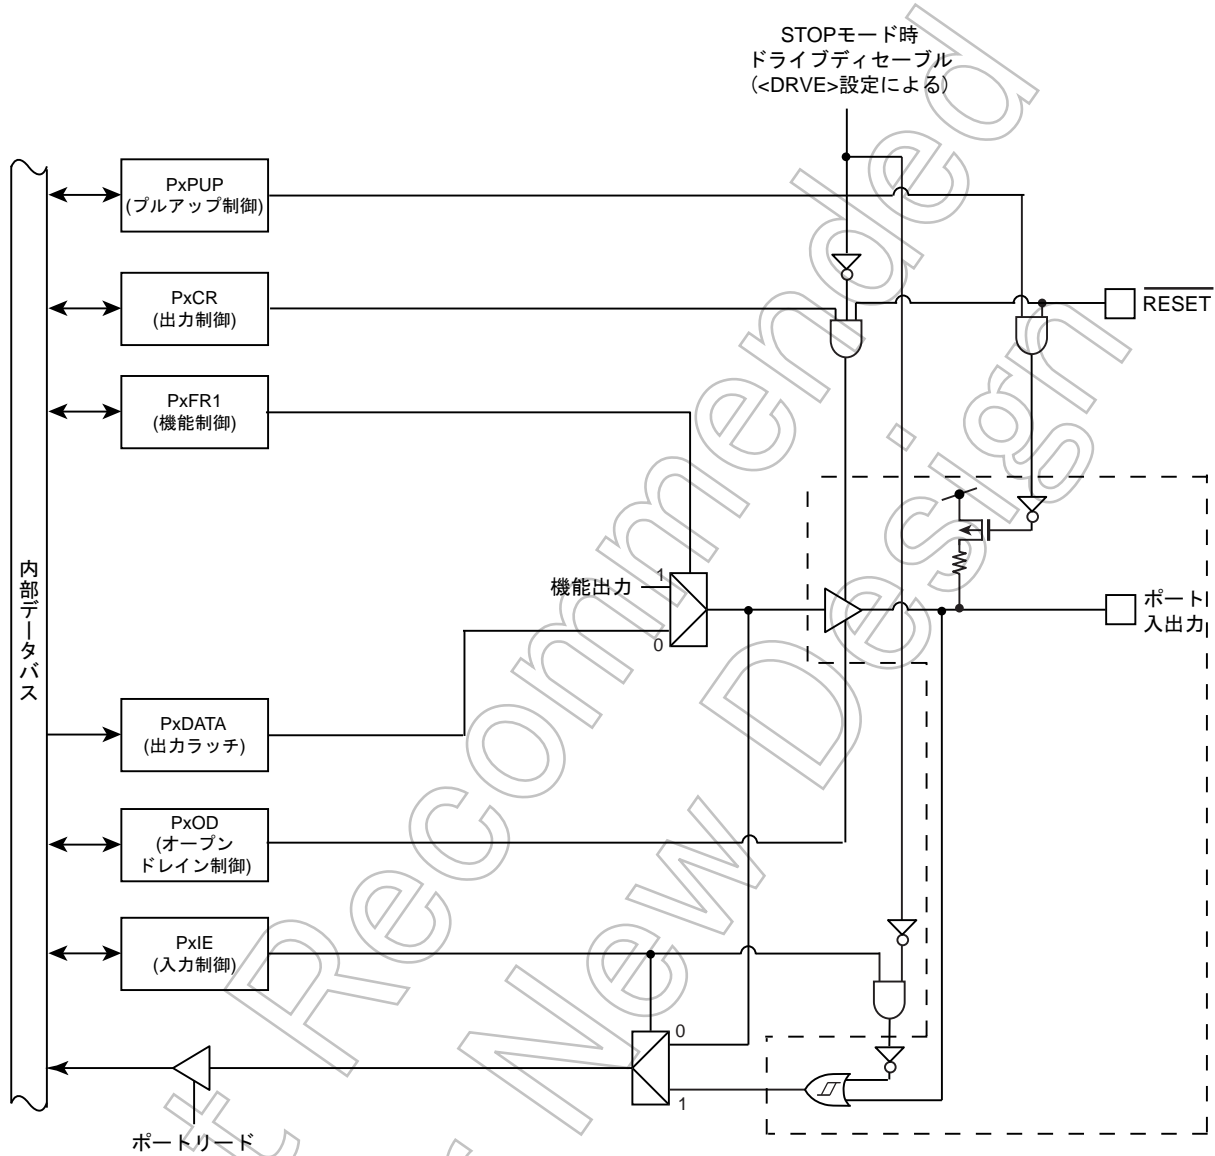 STOPモード時
ドライブディセーブル
(<DRVE>設定による)
PxPUP
(プルアップ制御)
PxCR
(出力制御)
RESET
PxFR1
(機能制御)
内部データバス
機能出力
1
0
ポート
入出力
PxDATA
(出力ラッチ)
PxOD
(オープン
ドレイン制御)
PxIE
(入力制御)
0
1
ポートリード
t Recommended
New Design